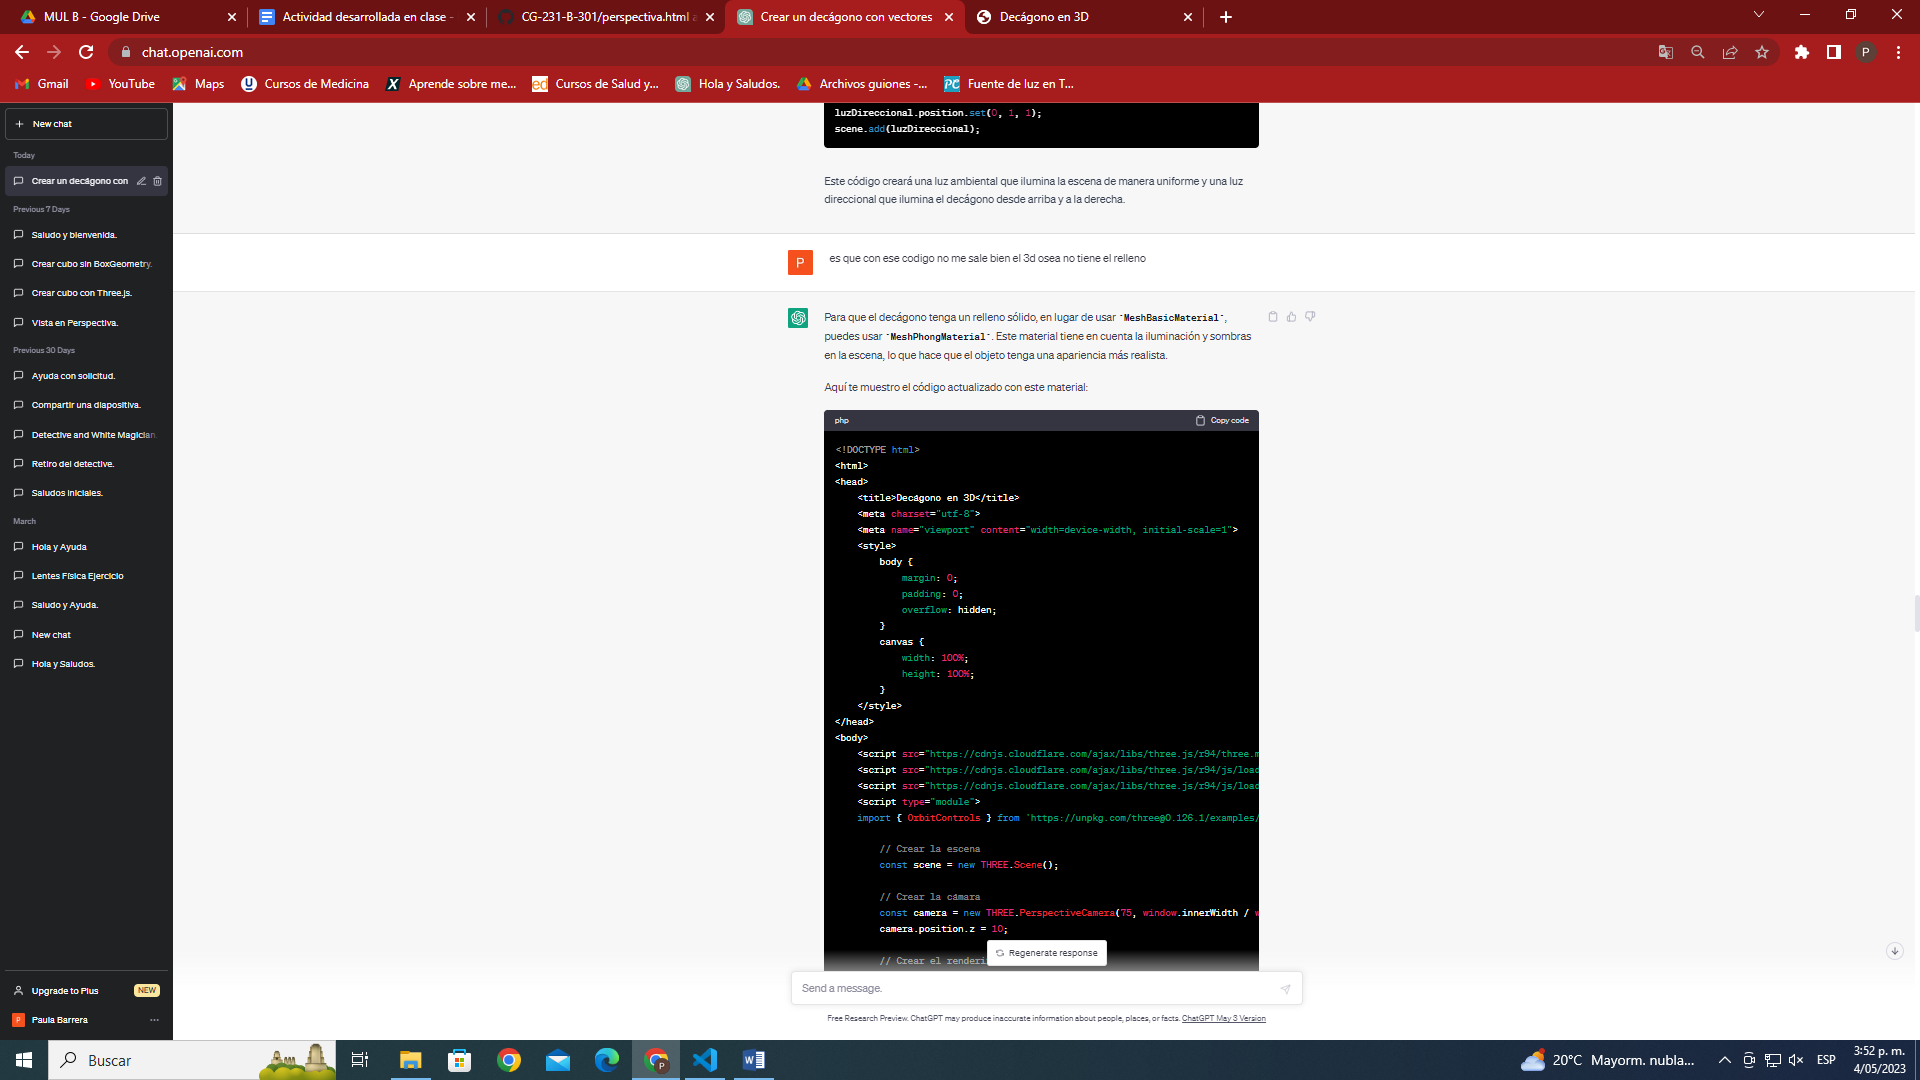 MUL B - Google Drive
Actividad desarrollada en clase -
CG-231-B-301/perspectiva.html a
Crear un decágono con vectores
Decágono en 3D
chat.openai.com
P
Gmail
YouTube
Maps
Cursos de Medicina
Aprende sobre me...
Cursos de Salud y...
Hola y Saludos.
Archivos guiones -...
Fuente de luz en T...
New chat
Today
Crear un decágono con
Previous 7 Days
Saludo y bienvenida.
Crear cubo sin BoxGeometry.
Crear cubo con Three.js.
Vista en Perspectiva.
Previous 30 Days
Ayuda con solicitud.
Compartir una diapositiva.
Detective and White Magician
Retiro del detective.
Saludos iniciales.
March
Hola y Ayuda
Lentes Física Ejercicio
Saludo y Ayuda.
New chat
Hola y Saludos.
Upgrade to Plus
NEW
P
Paula Barrera
luzDireccional.position.set(0, 1, 1);
scene.add(luzDireccional);
Este código creará una luz ambiental que ilumina la escena de manera uniforme y una luz
direccional que ilumina el decágono desde arriba y a la derecha.
P
es que con ese codigo no me sale bien el 3d osea no tiene el relleno
Para que el decágono tenga un relleno sólido, en lugar de usar `MeshBasicMaterial`,
puedes usar `MeshPhongMaterial`. Este material tiene en cuenta la iluminación y sombras
en la escena, lo que hace que el objeto tenga una apariencia más realista.
Aquí te muestro el código actualizado con este material:
php
Copy code
<!DOCTYPE html>
<html>
<head>
<title>Decágono en 3D</title>
<meta charset="utf-8">
<meta name="viewport" content="width=device-width, initial-scale=1">
<style>
body {
margin: 0;
padding: 0;
overflow: hidden;
}
canvas {
width: 100%;
height: 100%;
}
</style>
</head>
<body>
<script src="https://cdnjs.cloudflare.com/ajax/libs/three.js/r94/three.m
<script src="https://cdnjs.cloudflare.com/ajax/libs/three.js/r94/js/load
<script src="https://cdnjs.cloudflare.com/ajax/libs/three.js/r94/js/load
<script type="module">
import { OrbitControls } from 'https://unpkg.com/three@0.126.1/examples/
// Crear la escena
const scene = new THREE.Scene();
// Crear la cámara
const camera = new THREE.PerspectiveCamera(75, window.innerWidth / w
camera.position.z = 10;
// Crear el renderi
Regenerate response
Send a message.
Free Research Preview. ChatGPT may produce inaccurate information about people, places, or facts. ChatGPT May 3 Version
Buscar
P
20°C Mayorm. nubla...
ESP
3:52 p. m.
4/05/2023